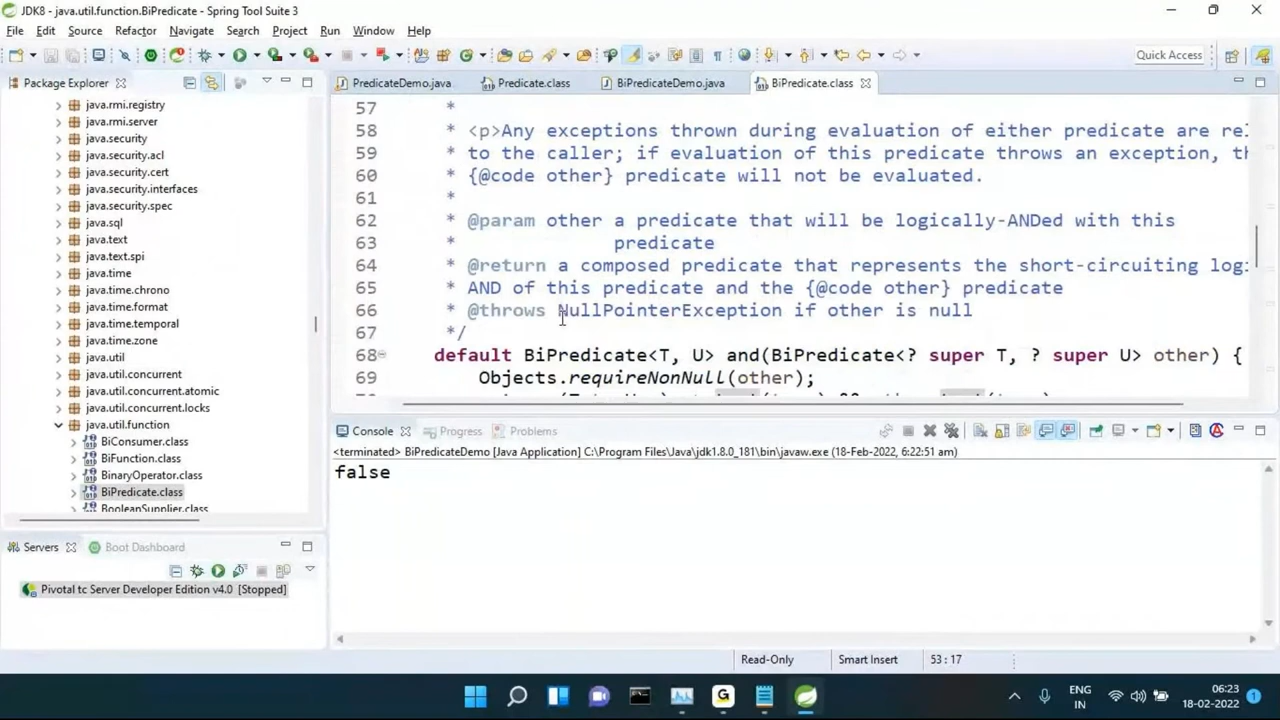 JDK8 - java.util.function.BiPredicate - Spring Tool Suite 3
File Edit Source Refactor Navigate Search Project Run Window Help
Quick Access
Package Explorer
java.rmi.registry
java.rmi.server
java.security
java.security.acl
java.security.cert
java.security.interfaces
java.security.spec
java.sql
java.text
java.text.spi
java.time
java.time.chrono
java.time.format
java.time.temporal
java.time.zone
java.util
java.util.concurrent
java.util.concurrent.atomic
java.util.concurrent.locks
java.util.function
BiConsumer.class
BiFunction.class
BinaryOperator.class
BiPredicate.class
BooleanSupplier.class
Servers Boot Dashboard
Pivotal tc Server Developer Edition v4.0 [Stopped]
PredicateDemo.java Predicate.class BiPredicateDemo.java BiPredicate.class
57 *
58 * <p>Any exceptions thrown during evaluation of either predicate are rel
59 * to the caller; if evaluation of this predicate throws an exception, th
60 * {@code other} predicate will not be evaluated.
61 *
62 * @param other a predicate that will be logically-ANDed with this
63 * predicate
64 * @return a composed predicate that represents the short-circuiting log
65 * AND of this predicate and the {@code other} predicate
66 * @throws NullPointerException if other is null
67 */
68 default BiPredicate<T, U> and(BiPredicate<? super T, ? super U> other) {
69 Objects.requireNonNull(other);
Console Progress Problems
<terminated> BiPredicateDemo [Java Application] C:\Program Files\Java\jdk1.8.0_181\bin\javaw.exe (18-Feb-2022, 6:22:51 am)
false
Read-Only Smart Insert 53 : 17
ENG
IN
06:23
18-02-2022
1